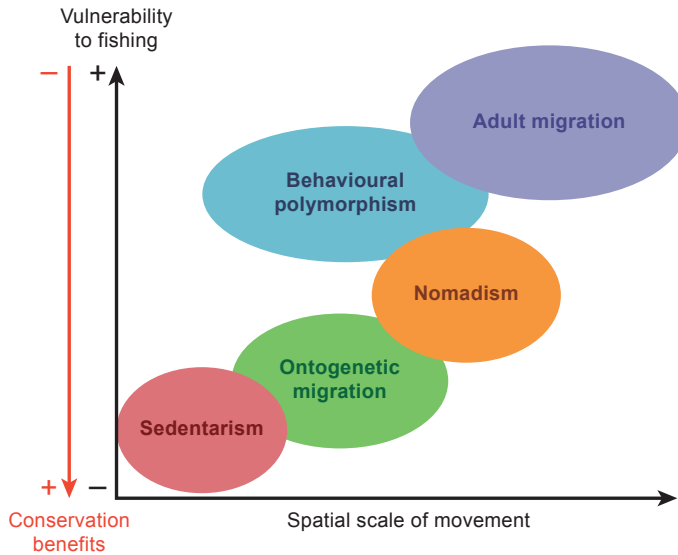 Vulnerability
to fishing
−
+
Adult migration
Behavioural
polymorphism
Nomadism
Ontogenetic
migration
Sedentarism
+
−
Conservation
benefits
Spatial scale of movement